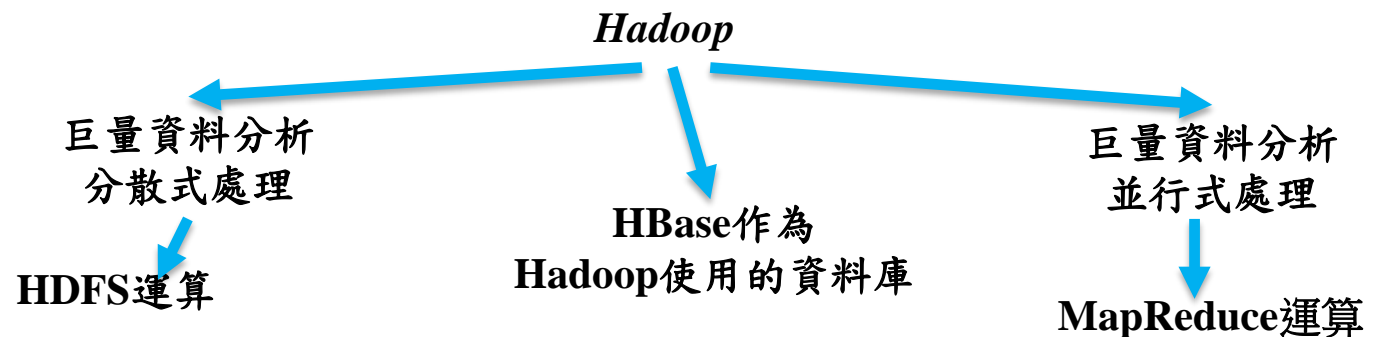 Hadoop
巨量資料分析
分散式處理
HDFS運算
HBase作為
Hadoop使用的資料庫
巨量資料分析
並行式處理
MapReduce運算